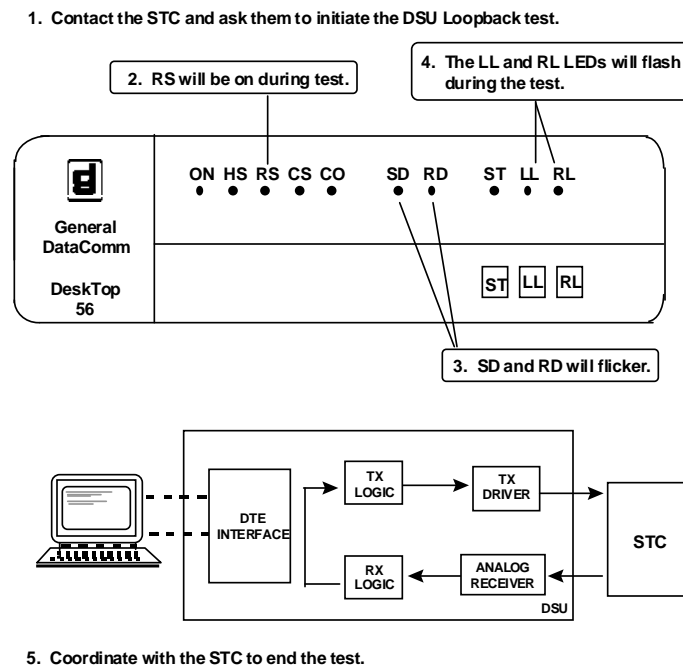 1. Contact the STC and ask them to initiate the DSU Loopback test.
2. RS will be on during test.
4. The LL and RL LEDs will flash
during the test.
ON HS RS CS CO SD RD ST LL RL
General
DataComm
DeskTop
56
ST LL RL
3. SD and RD will flicker.
DTE
INTERFACE
TX
LOGIC
TX
DRIVER
RX
LOGIC
ANALOG
RECEIVER
DSU
STC
5. Coordinate with the STC to end the test.